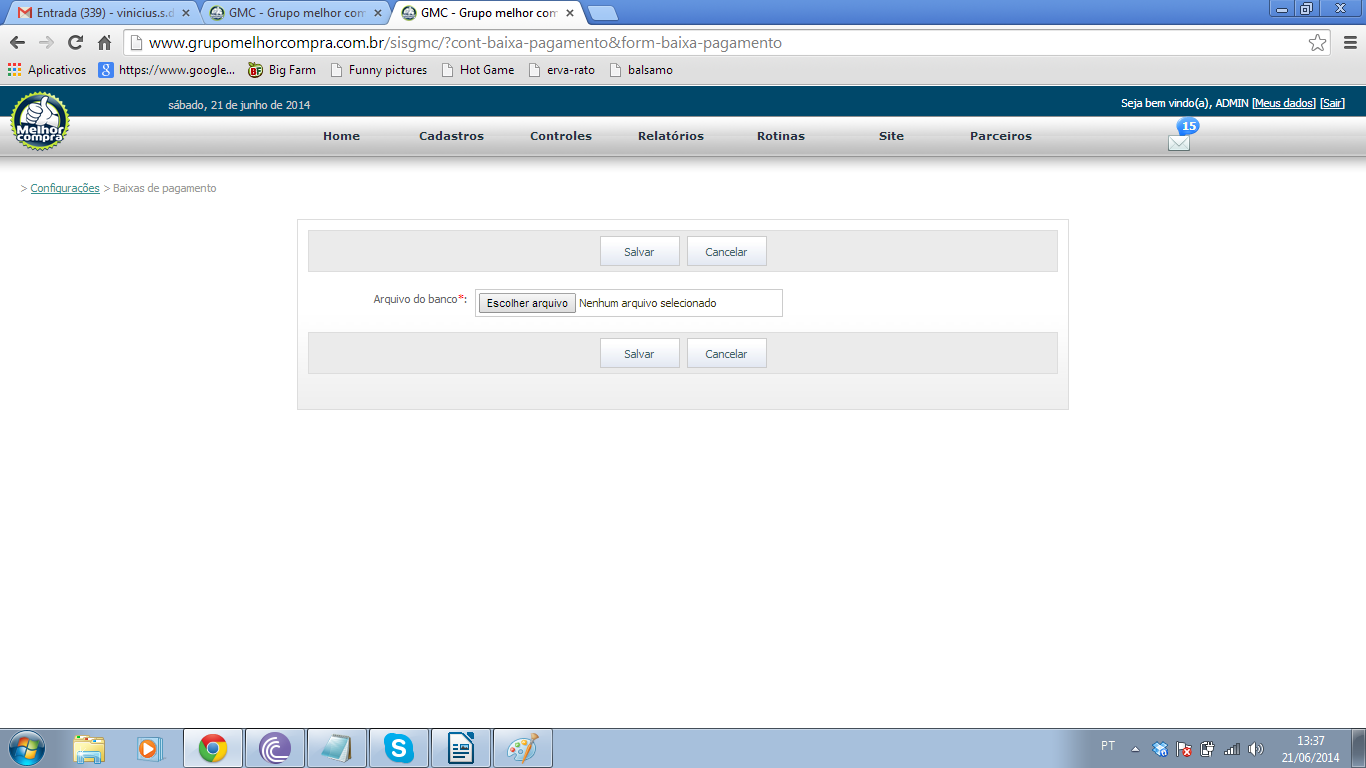 Entrada (339) - vinicius.s.d
GMC - Grupo melhor com
GMC - Grupo melhor com
www.grupomelhorcompra.com.br/sisgmc/?cont-baixa-pagamento&form-baixa-pagamento
Aplicativos
https://www.google...
Big Farm
Funny pictures
Hot Game
erva-rato
balsamo
Melhor compra
sábado, 21 de junho de 2014
Seja bem vindo(a), ADMIN [Meus dados] [Sair]
Home
Cadastros
Controles
Relatórios
Rotinas
Site
Parceiros
15
> Configurações > Baixas de pagamento
Salvar
Cancelar
Arquivo do banco*:
Escolher arquivo
Nenhum arquivo selecionado
Salvar
Cancelar
PT
13:37
21/06/2014